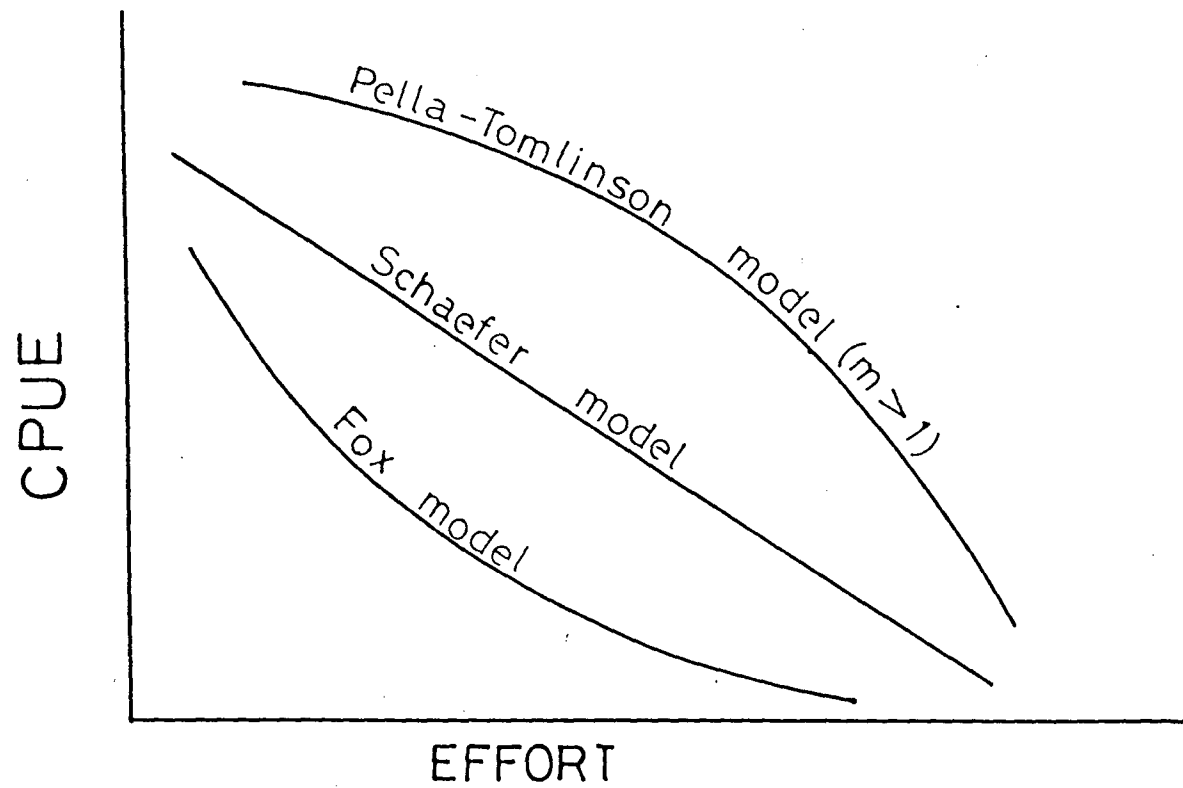 Pella-Tomlinson model (m > 1)
Schaefer model
Fox model
CPUE
EFFORT